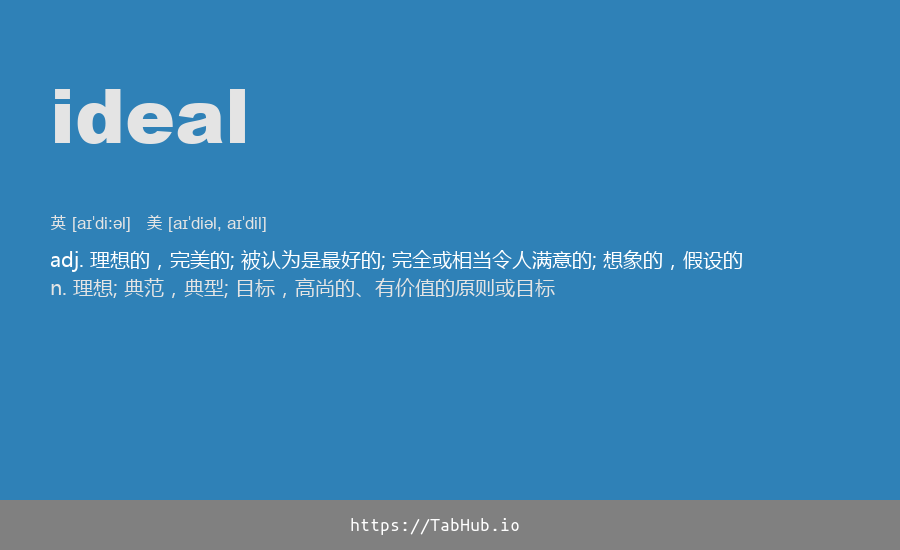 ideal
英 [aɪˈdiːəl] 美 [aɪˈdiəl, aɪˈdil]
adj. 理想的，完美的; 被认为是最好的; 完全或相当令人满意的; 想象的，假设的
n. 理想; 典范，典型; 目标，高尚的、有价值的原则或目标
https://TabHub.io